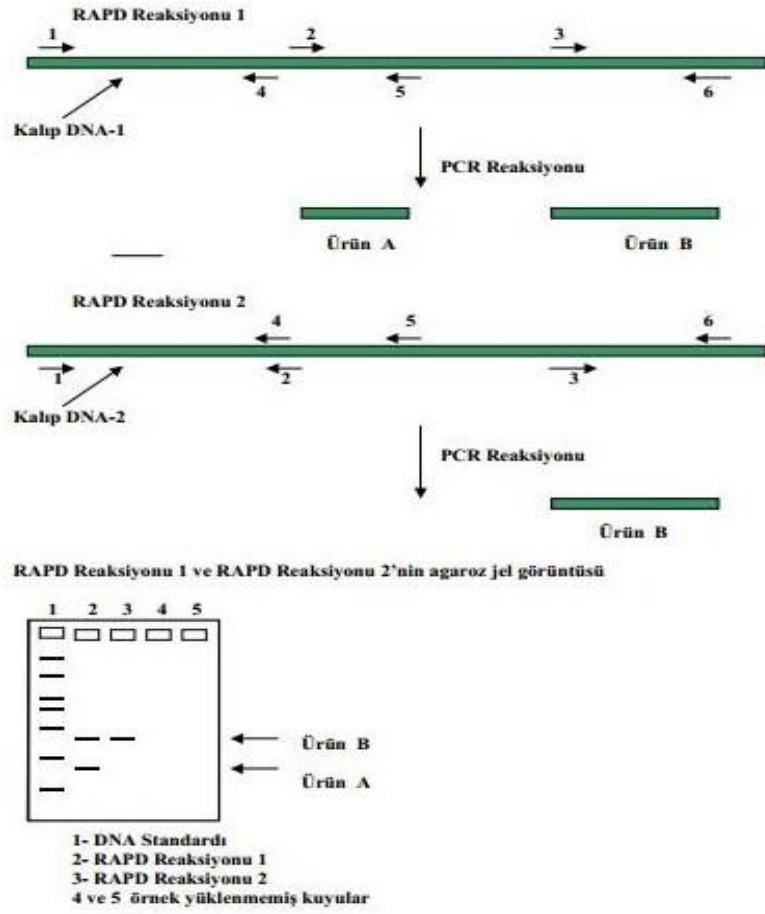 RAPD Reaksiyonu 1
1 2 3
4 5 6
Kalıp DNA-1
PCR Reaksiyonu
Ürün A Ürün B
RAPD Reaksiyonu 2
4 5 6
1 2 3
Kalıp DNA-2
PCR Reaksiyonu
Ürün B
RAPD Reaksiyonu 1 ve RAPD Reaksiyonu 2'nin agaroz jel görüntüsü
1 2 3 4 5
Ürün B
Ürün A
1- DNA Standardı
2- RAPD Reaksiyonu 1
3- RAPD Reaksiyonu 2
4 ve 5 örnek yüklenmemiş kuyular